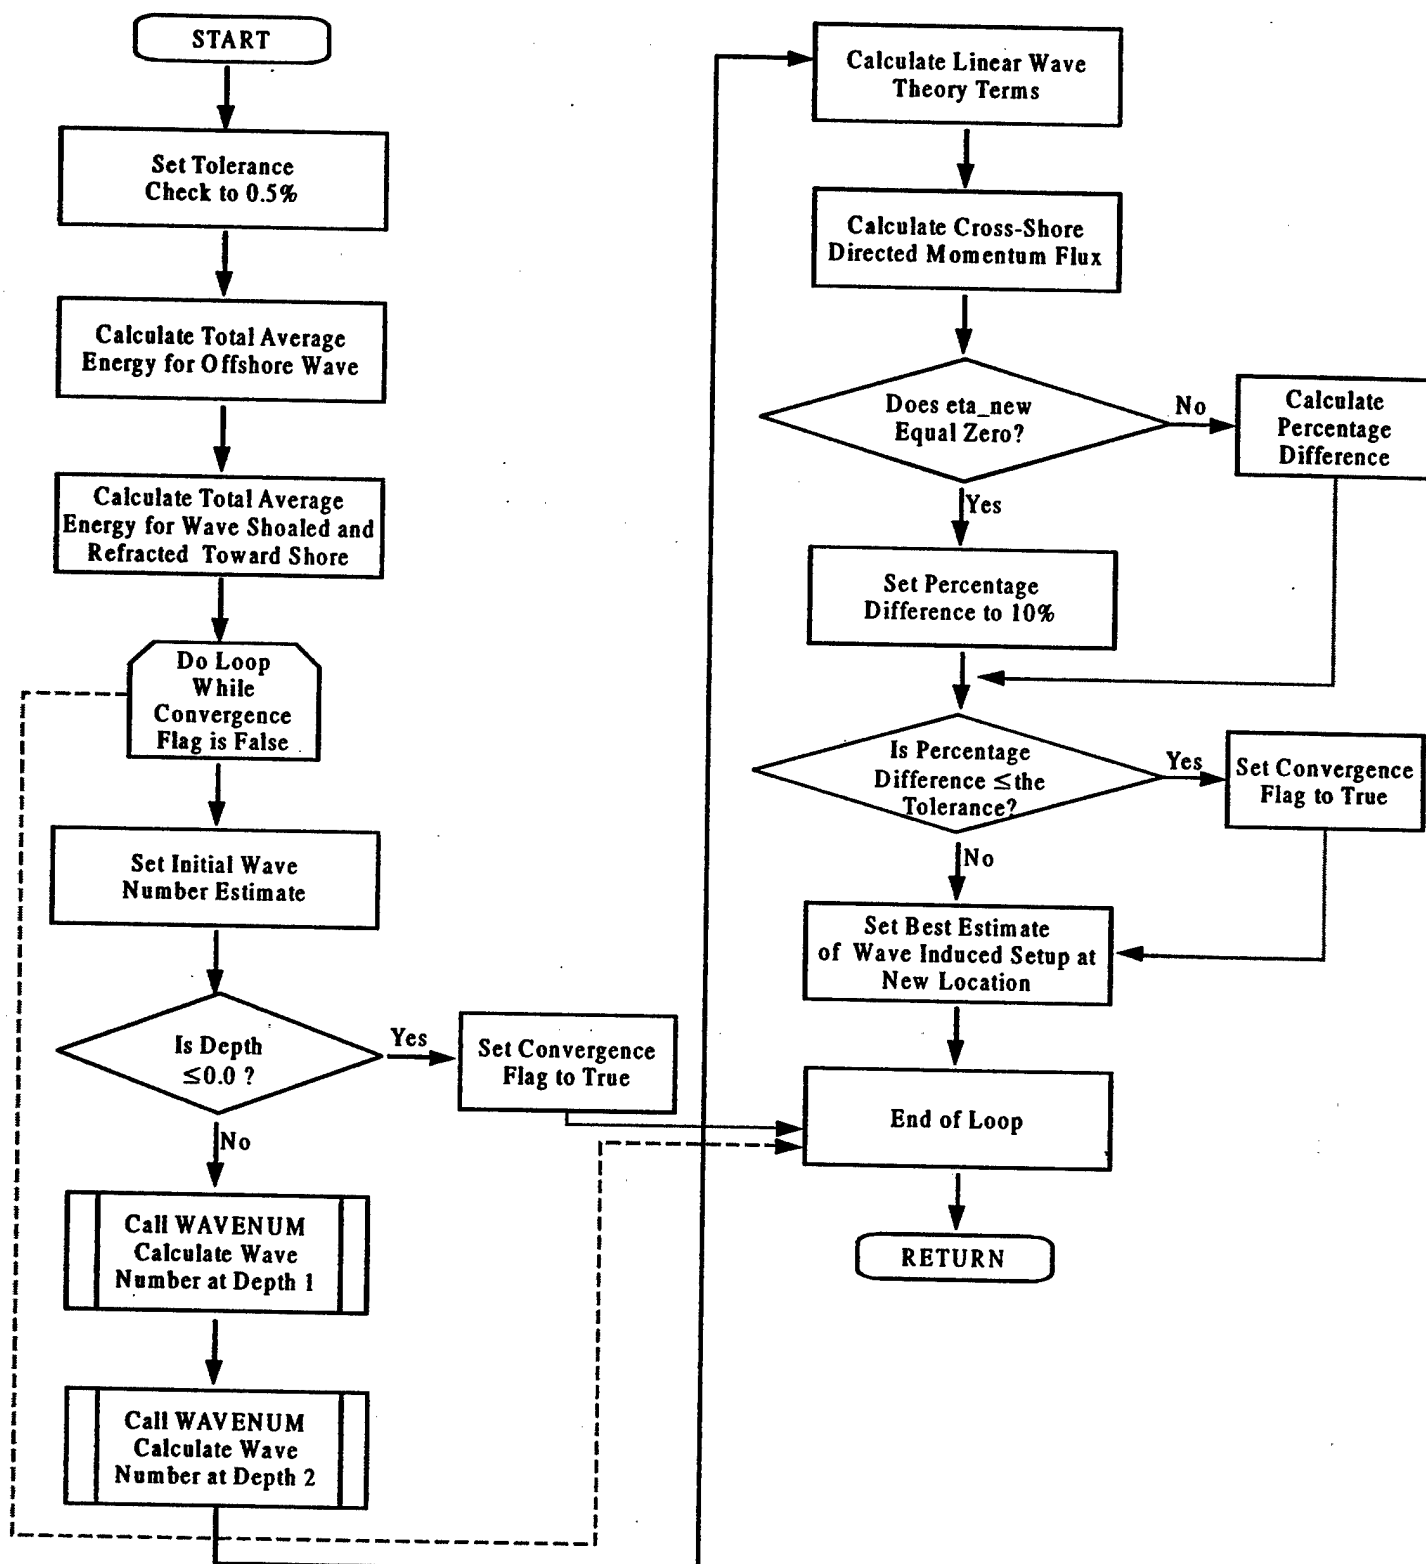 START
Set Tolerance
Check to 0.5%
Calculate Total Average
Energy for Offshore Wave
Calculate Total Average
Energy for Wave Shoaled and
Refracted Toward Shore
Do Loop
While
Convergence
Flag is False
Set Initial Wave
Number Estimate
Is Depth
≤0.0 ?
Yes
Set Convergence
Flag to True
No
Call WAVENUM
Calculate Wave
Number at Depth 1
Call WAVENUM
Calculate Wave
Number at Depth 2
Calculate Linear Wave
Theory Terms
Calculate Cross-Shore
Directed Momentum Flux
Does eta_new
Equal Zero?
No
Calculate
Percentage
Difference
Yes
Set Percentage
Difference to 10%
Is Percentage
Difference ≤the
Tolerance?
Yes
Set Convergence
Flag to True
No
Set Best Estimate
of Wave Induced Setup at
New Location
End of Loop
RETURN